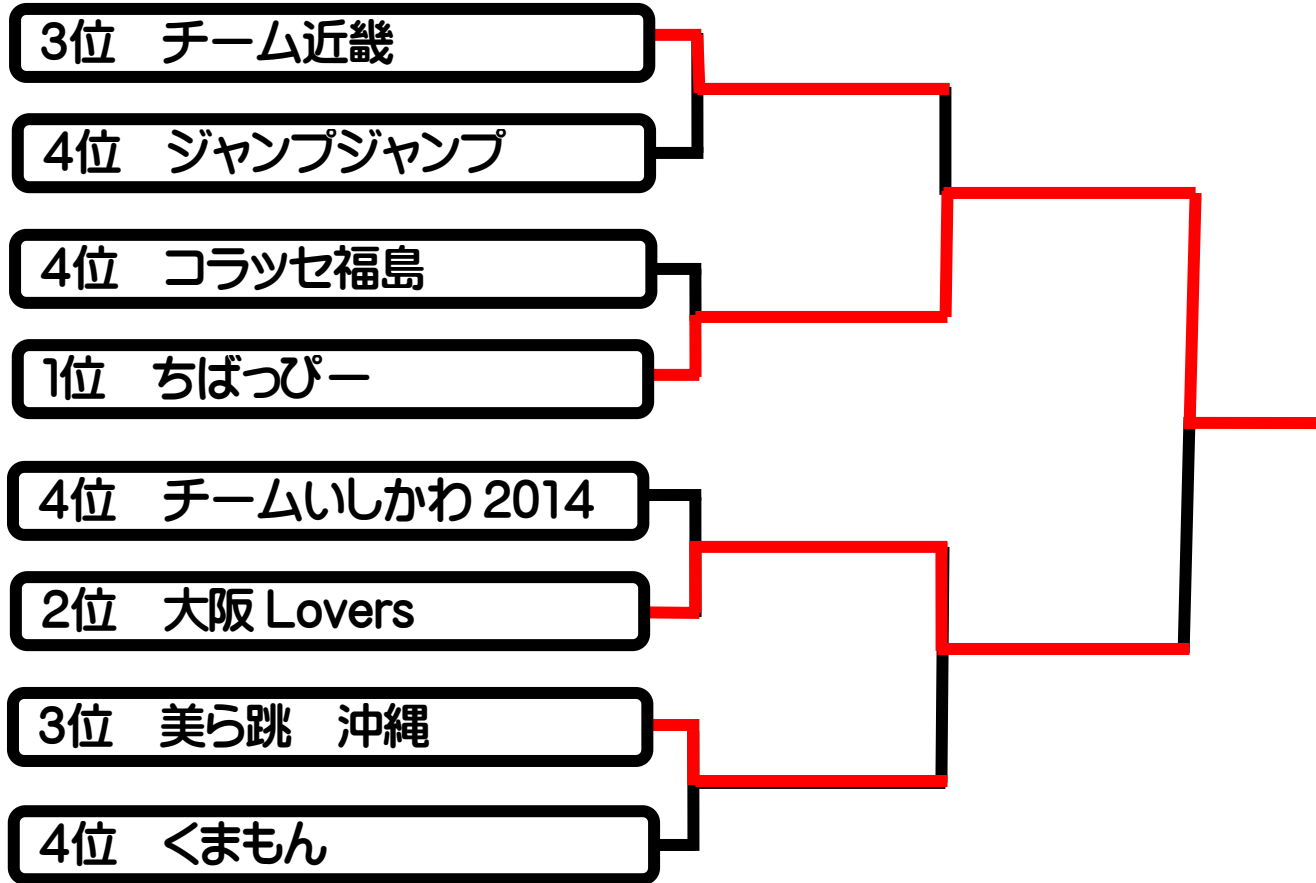 3位　チーム近畿
4位　ジャンプジャンプ
4位　コラッセ福島
1位　ちばっぴー
4位　チームいしかわ 2014
2位　大阪 Lovers
3位　美ら跳　沖縄
4位　くまもん